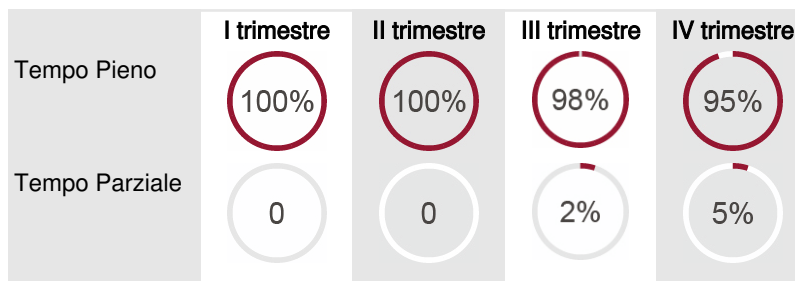 I trimestre II trimestre III trimestre IV trimestre
Tempo Pieno 100% 100% 98% 95%
Tempo Parziale 0 0 2% 5%